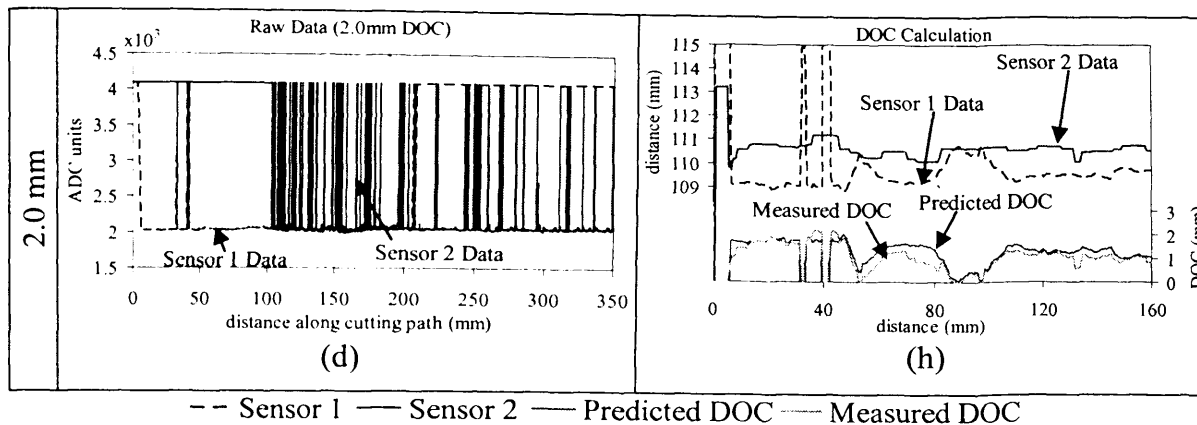 2.0 mm
Raw Data (2.0mm DOC)
x10³
4.5
4
3.5
3
2.5
2
1.5
ADC units
Sensor 1 Data
Sensor 2 Data
0 50 100 150 200 250 300 350
distance along cutting path (mm)
(d)
DOC Calculation
115
114
113
112
111
110
109
distance (mm)
Sensor 2 Data
Sensor 1 Data
Measured DOC
Predicted DOC
3
2
1
0
DOC (mm)
0 40 80 120 160
distance (mm)
(h)
Sensor 1 Sensor 2 Predicted DOC Measured DOC